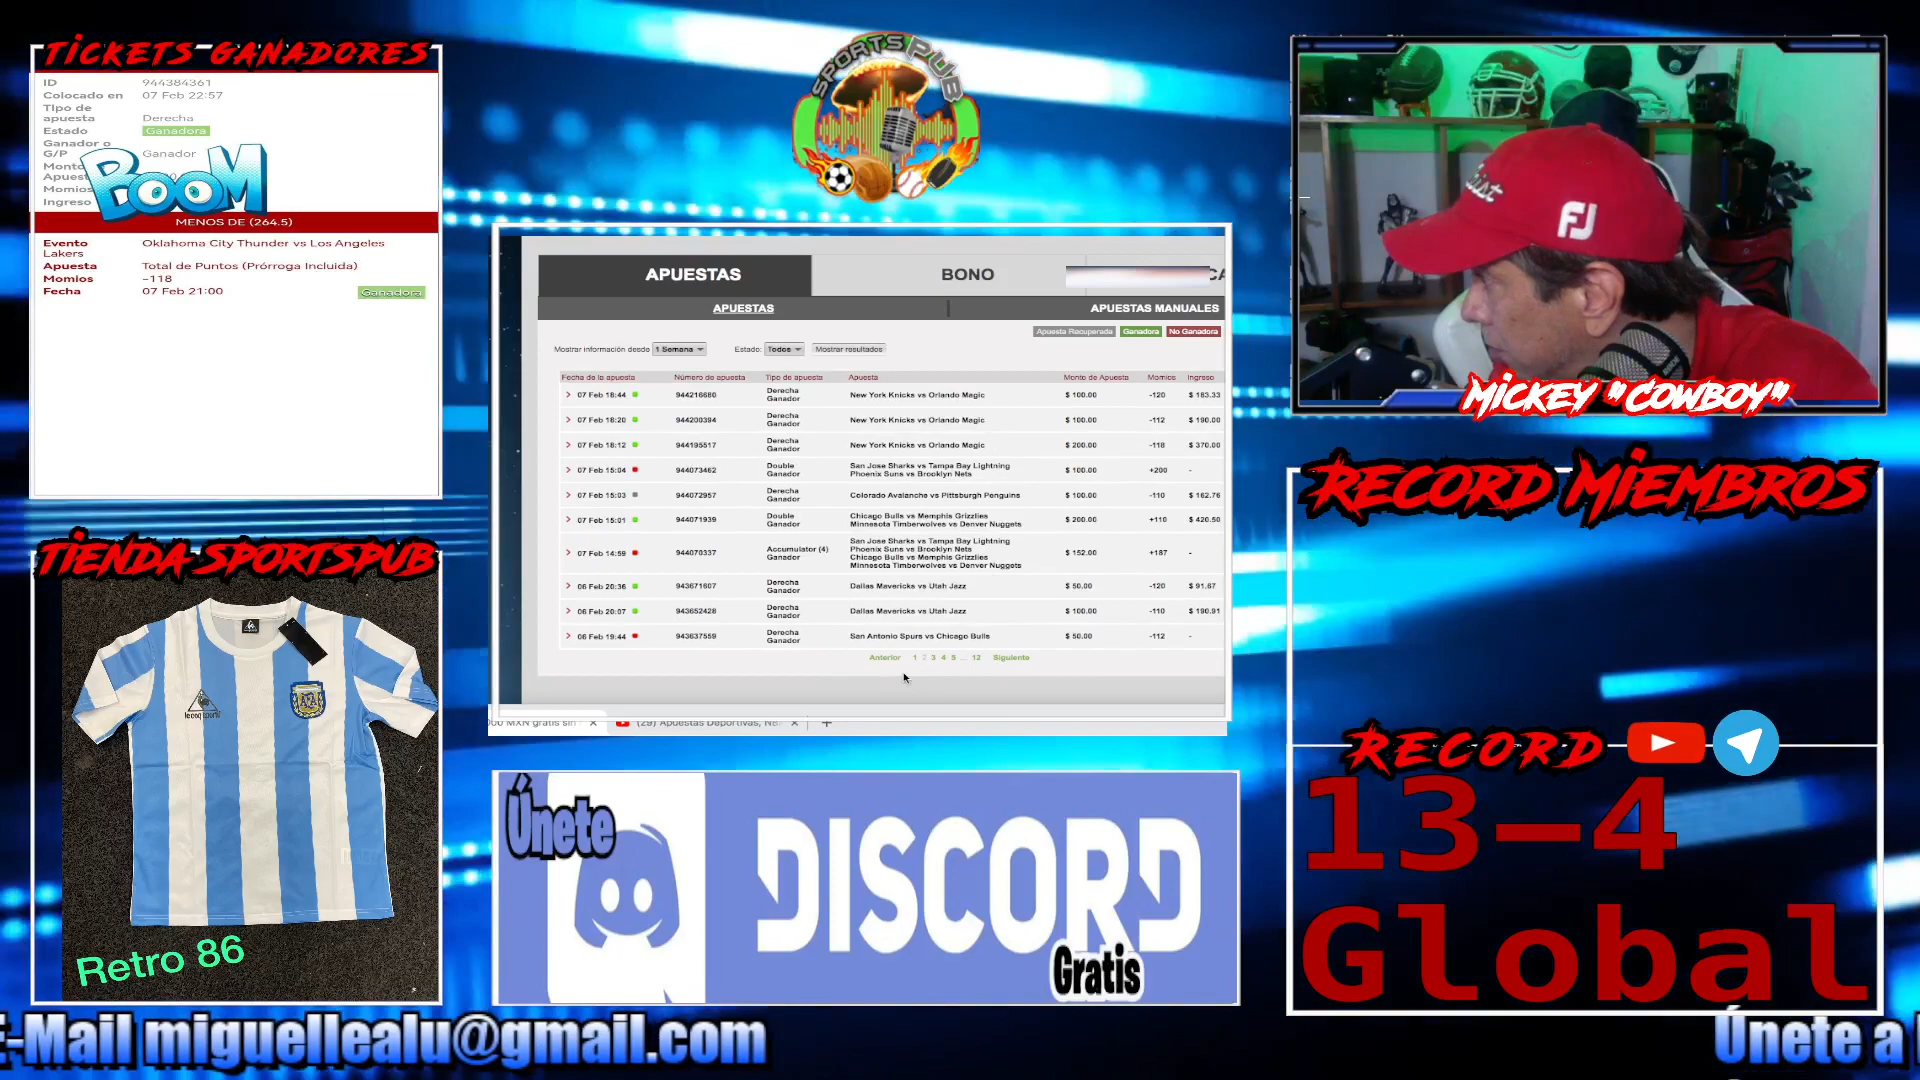 TICKETS GANADORES
ID 944384361
Colocado en 07 Feb 22:57
Tipo de apuesta Derecha
Estado Ganadora
Ganador o G/P Ganador
Momios
Ingreso
BOOM
MENOS DE (264.5)
Evento Oklahoma City Thunder vs Los Angeles Lakers
Apuesta Total de Puntos (Prórroga Incluida)
Momios -118
Fecha 07 Feb 21:00 Ganadora
TIENDA SPORTSPUB
le coq sportif
Retro 86
SPORTS PUB
APUESTAS BONO
APUESTAS APUESTAS MANUALES
Apuesta Recuperada Ganadora No Ganadora
Mostrar información desde 1 Semana Estado: Todos Mostrar resultados
Fecha de la apuesta Número de apuesta Tipo de apuesta Apuesta Monto de Apuesta Momios Ingreso
07 Feb 18:44 944216680 Derecha Ganador New York Knicks vs Orlando Magic $ 100.00 -120 $ 183.33
07 Feb 18:20 944200394 Derecha Ganador New York Knicks vs Orlando Magic $ 100.00 -112 $ 190.00
07 Feb 18:12 944195517 Derecha Ganador New York Knicks vs Orlando Magic $ 200.00 -118 $ 370.00
07 Feb 15:04 944073462 Double Ganador San Jose Sharks vs Tampa Bay Lightning Phoenix Suns vs Brooklyn Nets $ 100.00 +200 -
07 Feb 15:03 944072957 Derecha Ganador Colorado Avalanche vs Pittsburgh Penguins $ 100.00 -110 $ 162.76
07 Feb 15:01 944071939 Double Ganador Chicago Bulls vs Memphis Grizzlies Minnesota Timberwolves vs Denver Nuggets $ 200.00 +110 $ 420.50
07 Feb 14:59 944070337 Accumulator (4) Ganador San Jose Sharks vs Tampa Bay Lightning Phoenix Suns vs Brooklyn Nets Chicago Bulls vs Memphis Grizzlies Minnesota Timberwolves vs Denver Nuggets $ 152.00 +187 -
06 Feb 20:36 943671607 Derecha Ganador Dallas Mavericks vs Utah Jazz $ 50.00 -120 $ 91.67
06 Feb 20:07 943652428 Derecha Ganador Dallas Mavericks vs Utah Jazz $ 100.00 -110 $ 190.91
06 Feb 19:44 943637559 Derecha Ganador San Antonio Spurs vs Chicago Bulls $ 50.00 -112 -
Anterior 1 2 3 4 5 ... 12 Siguiente
MXN gratis sin × (29) Apuestas Deportivas, NB × +
Únete
DISCORD
Gratis
FJ
MICKEY "COWBOY"
RECORD MIEMBROS
RECORD
13-4
Global
E-Mail miguellealu@gmail.com
Únete a